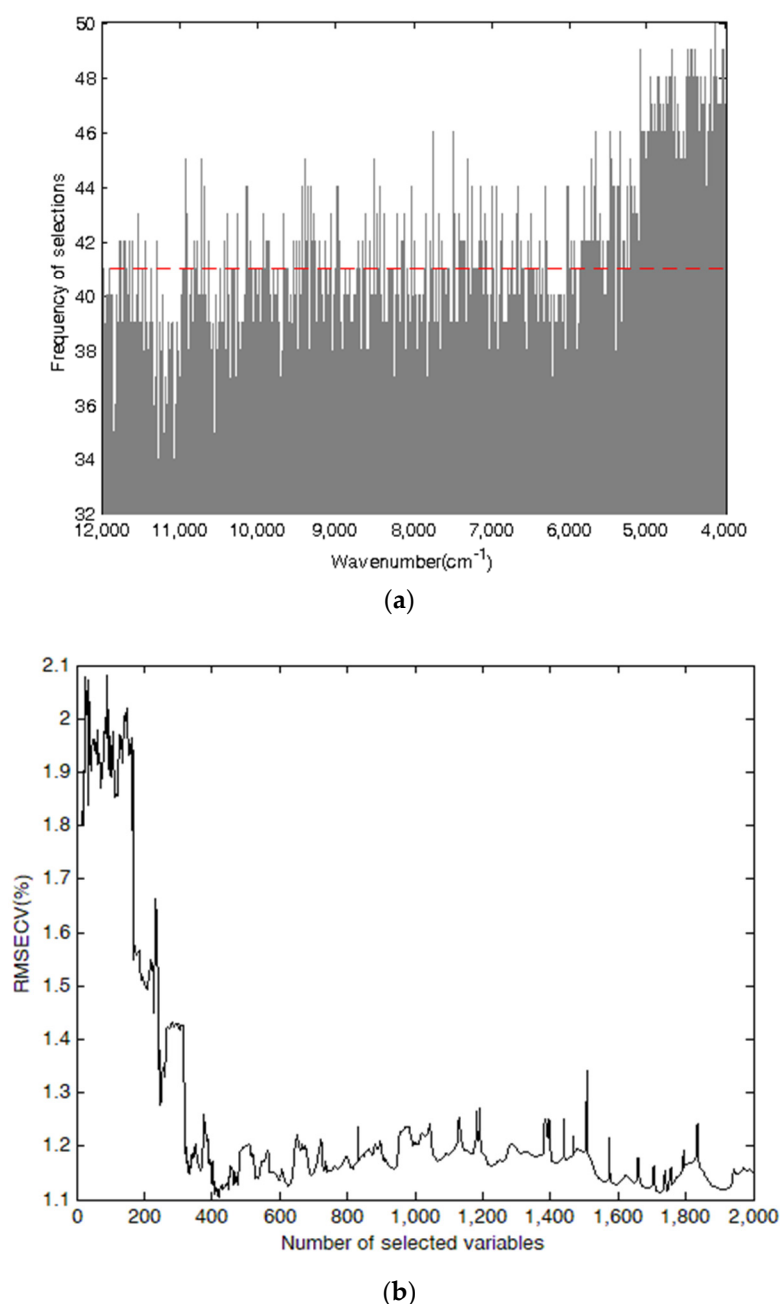 50
48
46
44
42
40
38
36
34
32
Frequency of selections
12,000 11,000 10,000 9,000 8,000 7,000 6,000 5,000 4,000
Wavenumber(cm⁻¹)
(a)
2.1
2
1.9
1.8
1.7
1.6
1.5
1.4
1.3
1.2
1.1
RMSECV(%)
0 200 400 600 800 1,000 1,200 1,400 1,600 1,800 2,000
Number of selected variables
(b)